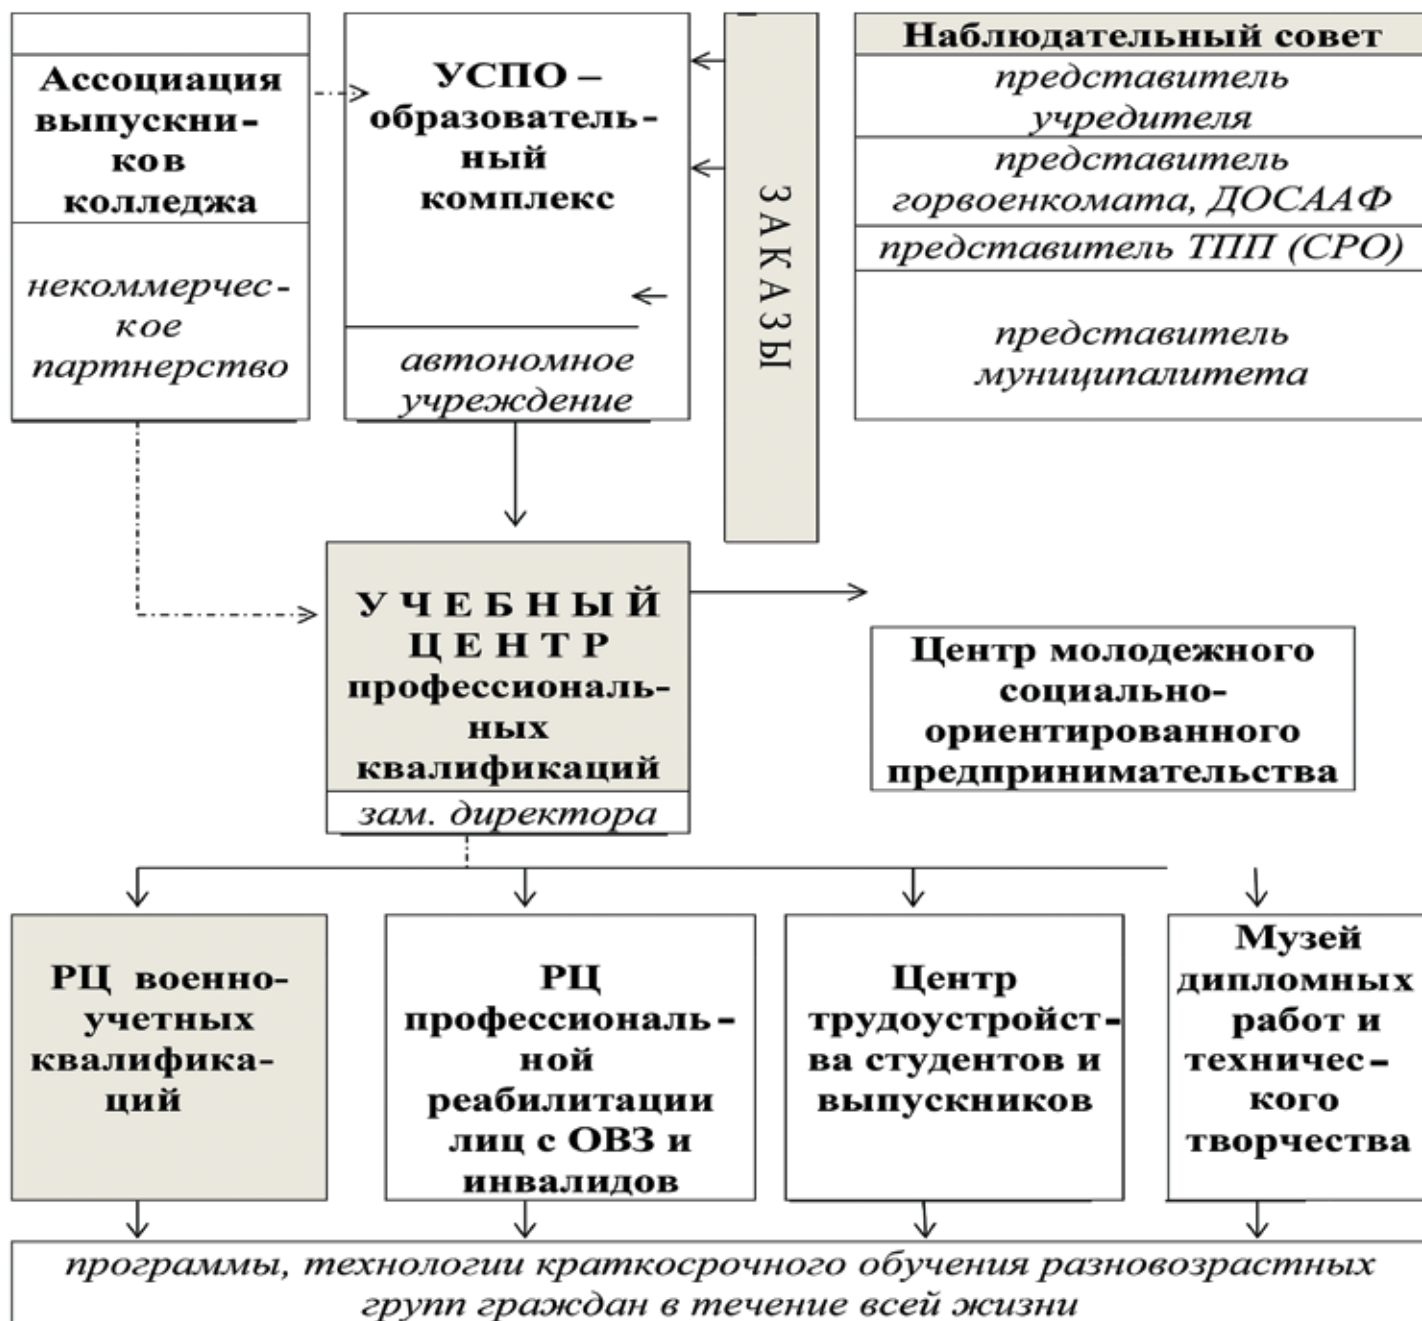 Ассоциация
выпускни-
ков
колледжа
некоммерчес-
кое
партнерство
УСПО –
образователь-
ный
комплекс
автономное
учреждение
ЗАКАЗЫ
Наблюдательный совет
представитель
учредителя
представитель
горвоенкомата, ДОСААФ
представитель ТПП (СРО)
представитель
муниципалитета
У Ч Е Б Н Ы Й
Ц Е Н Т Р
профессиональ-
ных
квалификаций
зам. директора
Центр молодежного
социально-
ориентированного
предпринимательства
РЦ военно-
учетных
квалифика-
ций
РЦ
профессиональ-
ной
реабилитации
лиц с ОВЗ и
инвалидов
Центр
трудоустройст-
ва студентов и
выпускников
Музей
дипломных
работ и
техничес-
кого
творчества
программы, технологии краткосрочного обучения разновозрастных
групп граждан в течение всей жизни